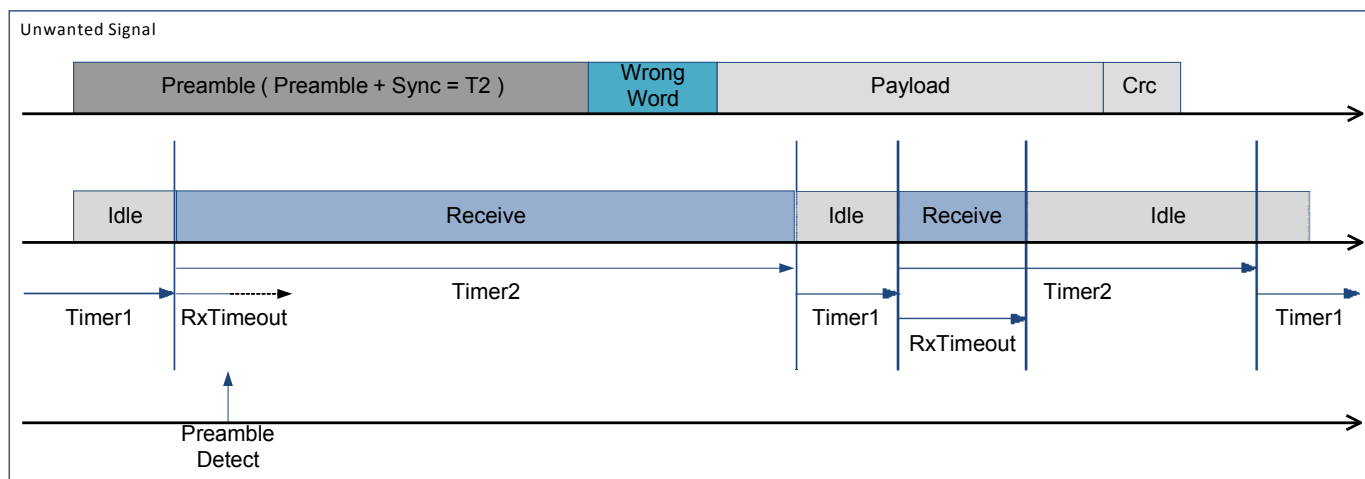 Unwanted Signal
Preamble ( Preamble + Sync = T2 )
Wrong
Word
Payload
Crc
Idle
Receive
Idle
Receive
Idle
Timer2
Timer2
Timer1
RxTimeout
Timer1
Timer1
RxTimeout
Preamble
Detect